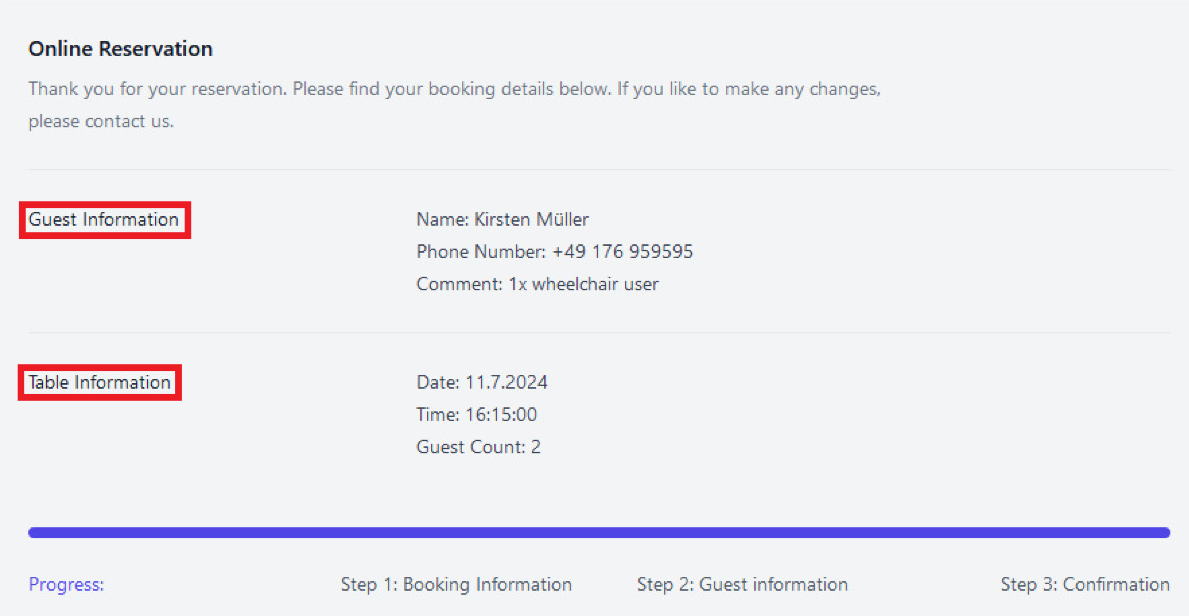 Online Reservation
Thank you for your reservation. Please find your booking details below. If you like to make any changes,
please contact us.
Guest Information
Name: Kirsten Müller
Phone Number: +49 176 959595
Comment: 1x wheelchair user
Table Information
Date: 11.7.2024
Time: 16:15:00
Guest Count: 2
Progress:
Step 1: Booking Information
Step 2: Guest information
Step 3: Confirmation